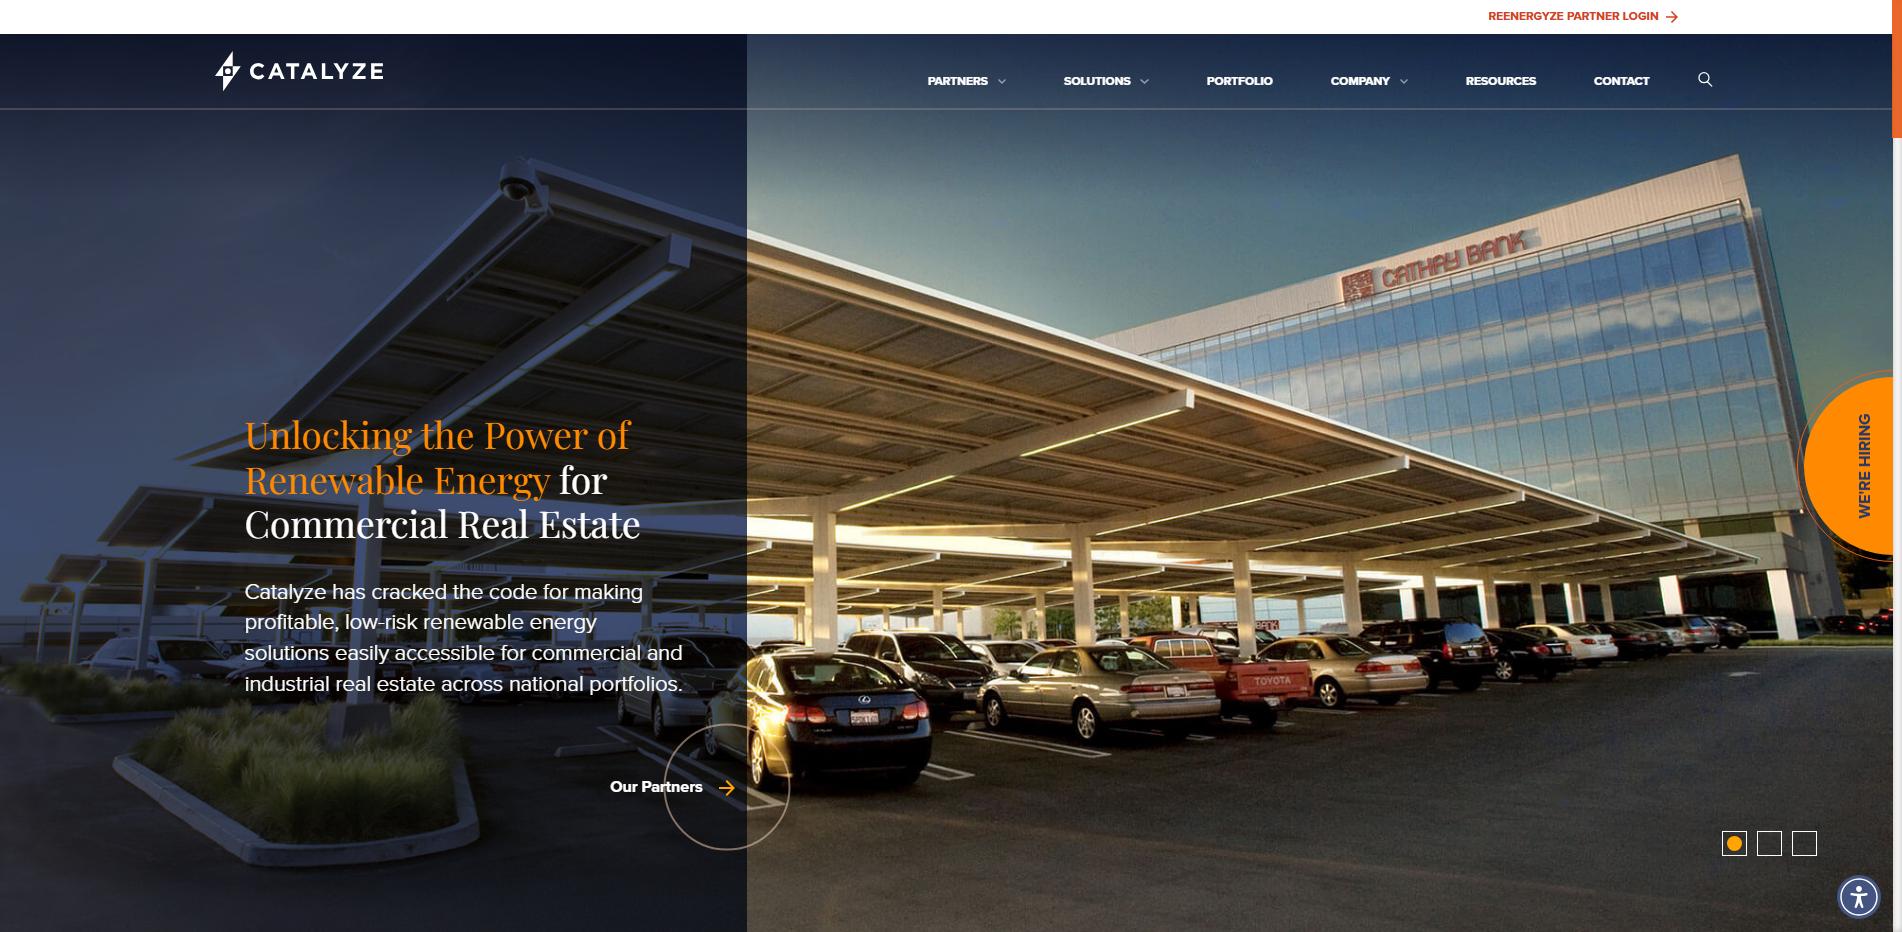 REENERGYZE PARTNER LOGIN
CATALYZE
PARTNERS
SOLUTIONS
PORTFOLIO
COMPANY
RESOURCES
CONTACT
CATHAY BANK
WE'RE HIRING
Unlocking the Power of
Renewable Energy for
Commercial Real Estate
Catalyze has cracked the code for making
profitable, low-risk renewable energy
solutions easily accessible for commercial and
industrial real estate across national portfolios.
BANK
TOYOTA
Our Partners